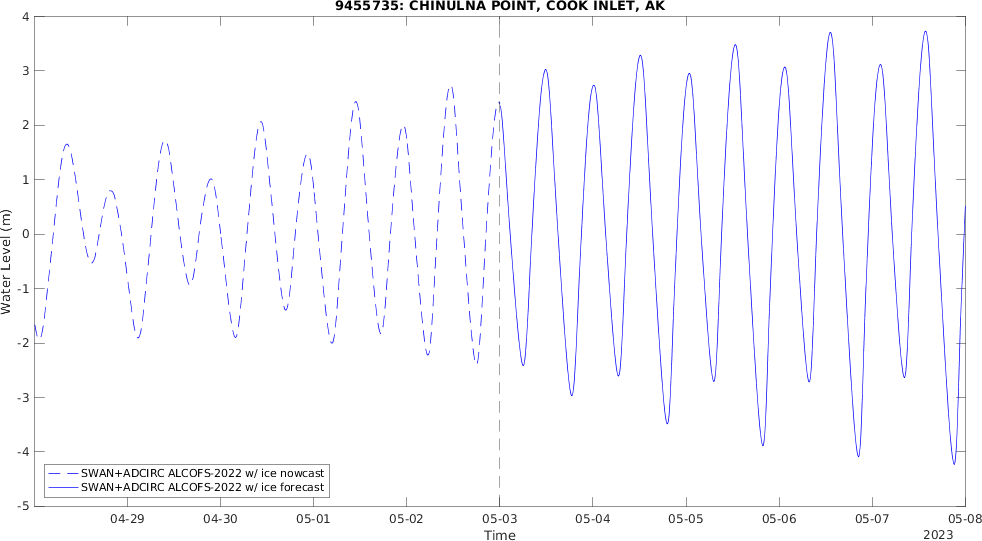 9455735: CHINULNA POINT, COOK INLET, AK
Water Level (m)
4
3
2
1
0
-1
-2
-3
-4
-5
SWAN+ADCIRC ALCOFS-2022 w/ ice nowcast
SWAN+ADCIRC ALCOFS-2022 w/ ice forecast
04-29 04-30 05-01 05-02 05-03 05-04 05-05 05-06 05-07 05-08
Time
2023